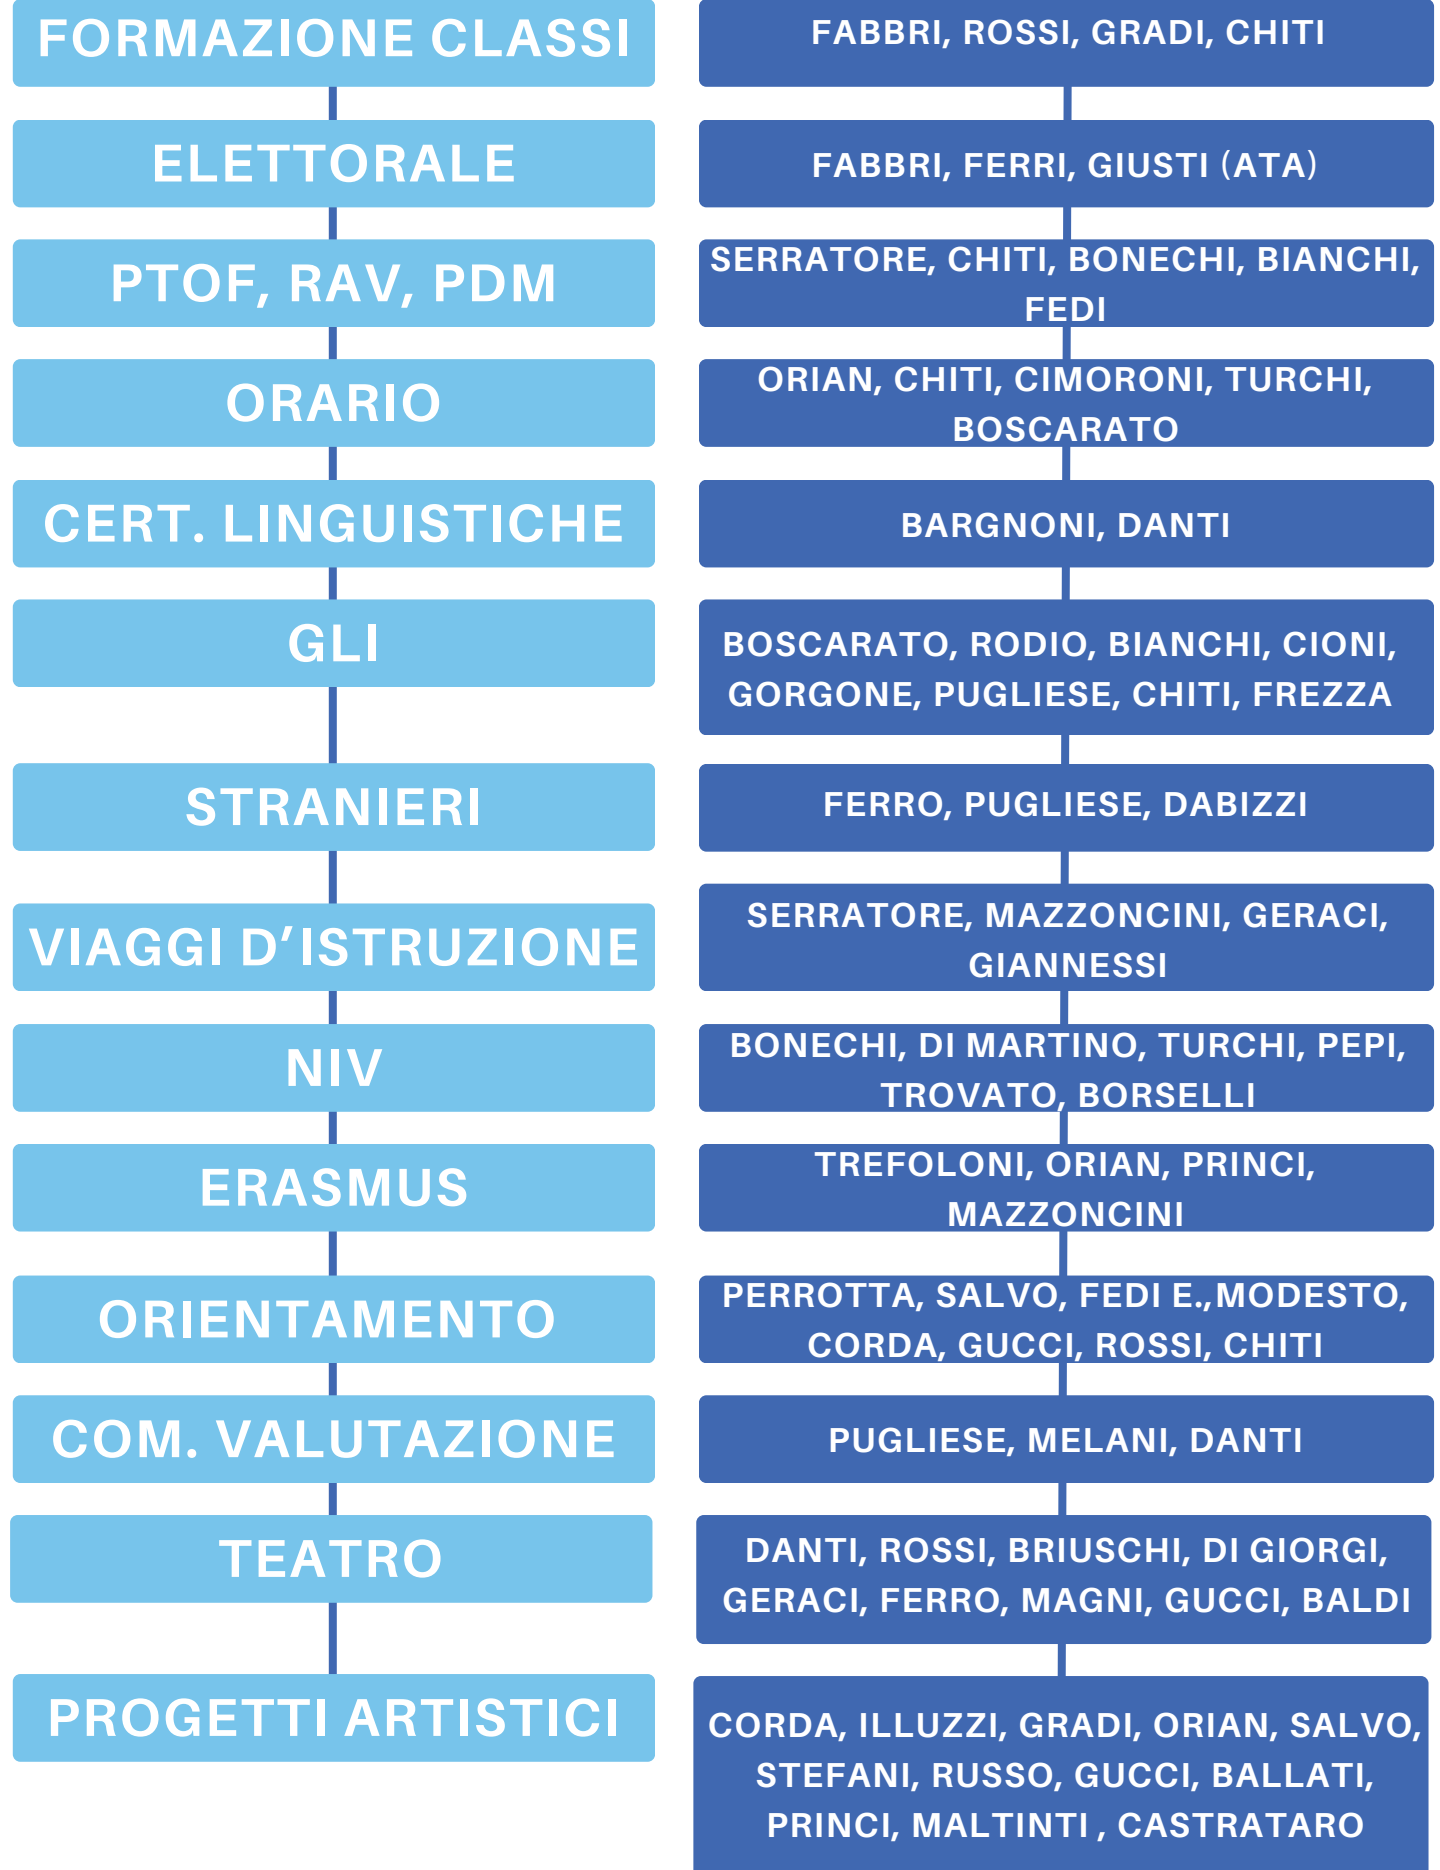 FORMAZIONE CLASSI
FABBRI, ROSSI, GRADI, CHITI
ELETTORALE
FABBRI, FERRI, GIUSTI (ATA)
PTOF, RAV, PDM
SERRATORE, CHITI, BONECHI, BIANCHI,
FEDI
ORARIO
ORIAN, CHITI, CIMORONI, TURCHI,
BOSCARATO
CERT. LINGUISTICHE
BARGNONI, DANTI
GLI
BOSCARATO, RODIO, BIANCHI, CIONI,
GORGONE, PUGLIESE, CHITI, FREZZA
STRANIERI
FERRO, PUGLIESE, DABIZZI
VIAGGI D'ISTRUZIONE
SERRATORE, MAZZONCINI, GERACI,
GIANNESSI
NIV
BONECHI, DI MARTINO, TURCHI, PEPI,
TROVATO, BORSELLI
ERASMUS
TREFOLONI, ORIAN, PRINCI,
MAZZONCINI
ORIENTAMENTO
PERROTTA, SALVO, FEDI E.,MODESTO,
CORDA, GUCCI, ROSSI, CHITI
COM. VALUTAZIONE
PUGLIESE, MELANI, DANTI
TEATRO
DANTI, ROSSI, BRIUSCHI, DI GIORGI,
GERACI, FERRO, MAGNI, GUCCI, BALDI
PROGETTI ARTISTICI
CORDA, ILLUZZI, GRADI, ORIAN, SALVO,
STEFANI, RUSSO, GUCCI, BALLATI,
PRINCI, MALTINTI , CASTRATARO